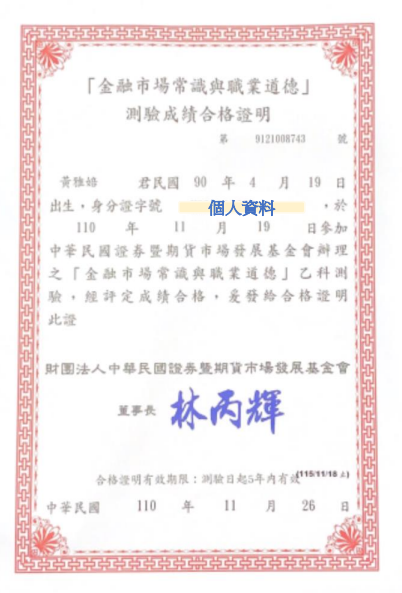 「金融市場常識與職業道德」
測驗成績合格證明
第 9121008743 號
黃雅婄 君民國 90 年 4 月 19 日
出生，身分證字號 個人資料 ，於
110 年 11 月 19 日參加
中華民國證券暨期貨市場發展基金會辦理
之「金融市場常識與職業道德」乙科測
驗，經評定成績合格，爰發給合格證明
此證
財團法人中華民國證券暨期貨市場發展基金會
董事長 林丙輝
合格證明有效期限：測驗日起5年內有效(115/11/18 止)
中華民國 110 年 11 月 26 日